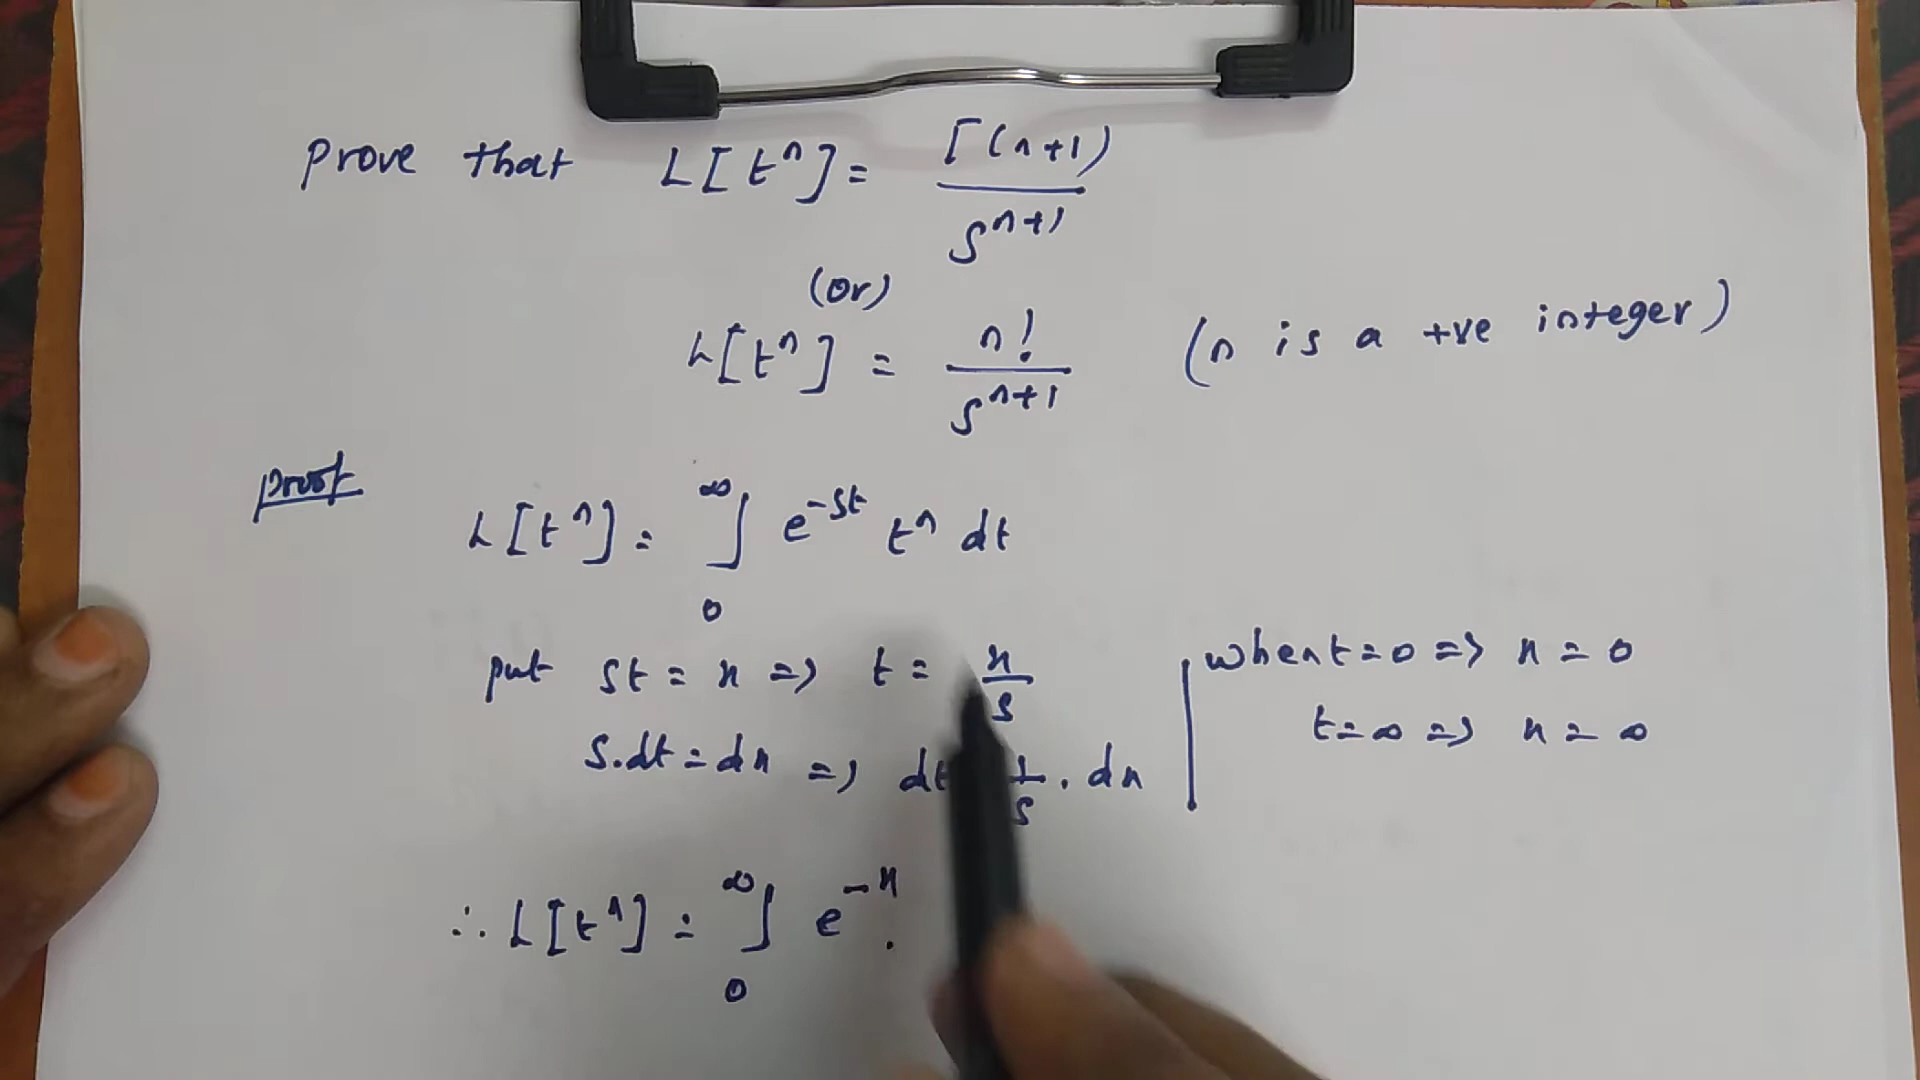 Prove that L[t^n] = Γ(n+1) / s^(n+1)
(or)
L[t^n] = n! / s^(n+1) (n is a +ve integer)
Proof
L[t^n] = ∫₀^∞ e^(-st) t^n dt
put st = x => t = x/s | when t=0 => x = 0
s.dt = dx => dt 1/s . dx | t=∞ => x = ∞
∴ L[t^n] = ∫₀^∞ e^(-x) .